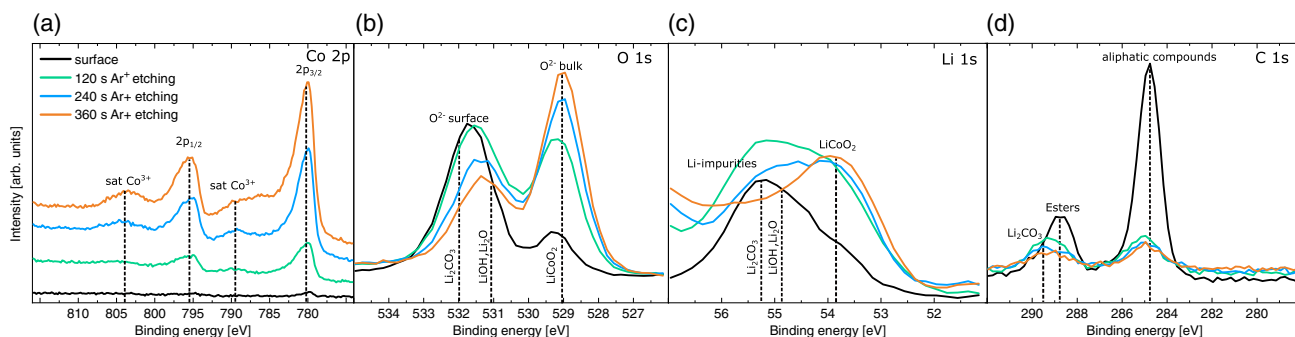 (a)
Co 2p
surface
120 s Ar⁺ etching
240 s Ar+ etching
360 s Ar+ etching
2p₃/₂
2p₁/₂
sat Co³⁺
sat Co³⁺
Intensity [arb. units]
810 805 800 795 790 785 780
Binding energy [eV]
(b)
O 1s
O²⁻ bulk
O²⁻ surface
Li₂CO₃
LiOH,Li₂O
LiCoO₂
534 533 532 531 530 529 528 527
Binding energy [eV]
(c)
Li 1s
Li-impurities
LiCoO₂
Li₂CO₃
LiOH,Li₂O
56 55 54 53 52
Binding energy [eV]
(d)
C 1s
aliphatic compounds
Esters
Li₂CO₃
290 288 286 284 282 280
Binding energy [eV]